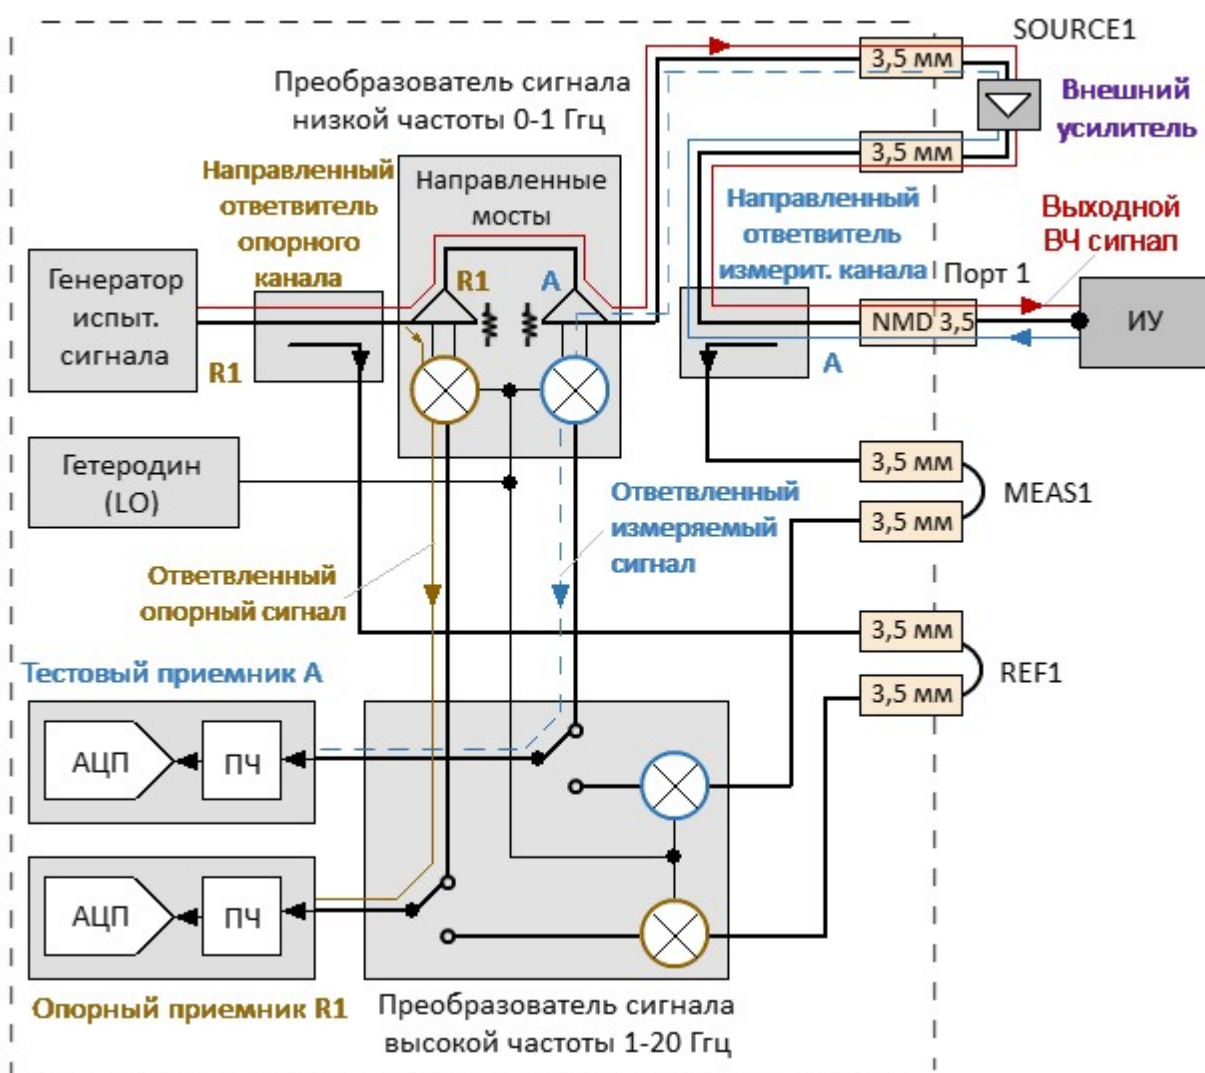 SOURCE1
3,5 мм
Преобразователь сигнала
низкой частоты 0-1 Ггц
Внешний
усилитель
3,5 мм
Направленный
ответвитель
опорного
канала
Направленные
мосты
Направленный
ответвитель
измерит. канала
Выходной
ВЧ сигнал
Генератор
испыт.
сигнала
R1
R1
A
Порт 1
NMD 3,5
ИУ
A
Гетеродин
(LO)
3,5 мм
3,5 мм
MEAS1
Ответвленный
измеряемый
сигнал
Ответвленный
опорный сигнал
3,5 мм
3,5 мм
REF1
Тестовый приемник A
АЦП
ПЧ
АЦП
ПЧ
Опорный приемник R1
Преобразователь сигнала
высокой частоты 1-20 Ггц